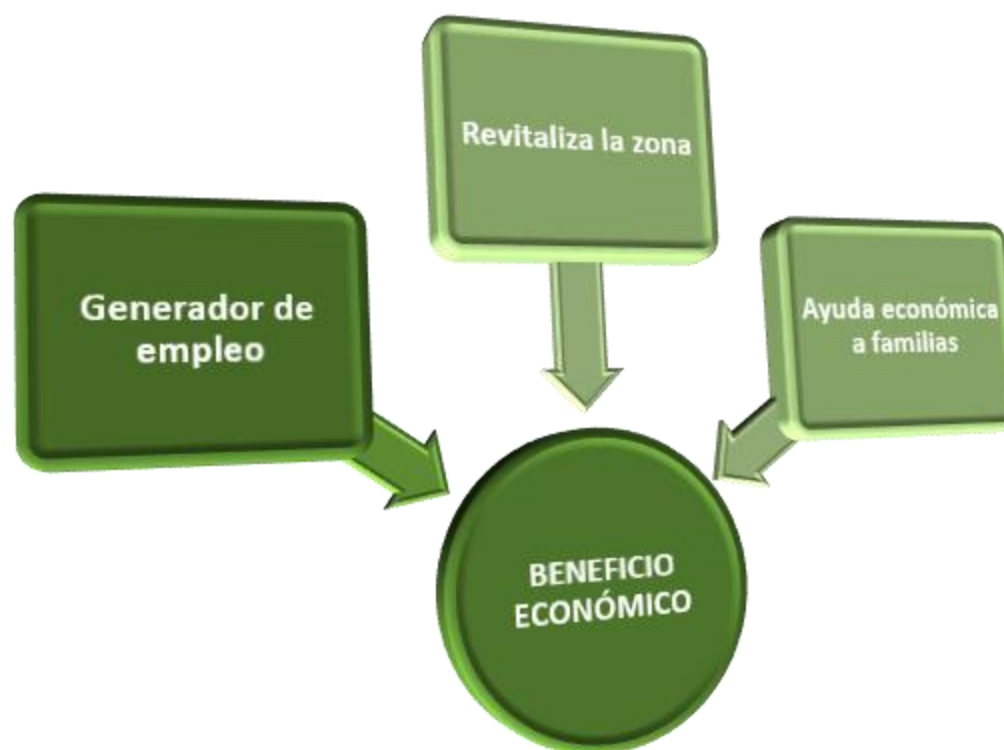 Revitaliza la zona
Generador de
empleo
Ayuda económica
a familias
BENEFICIO
ECONÓMICO